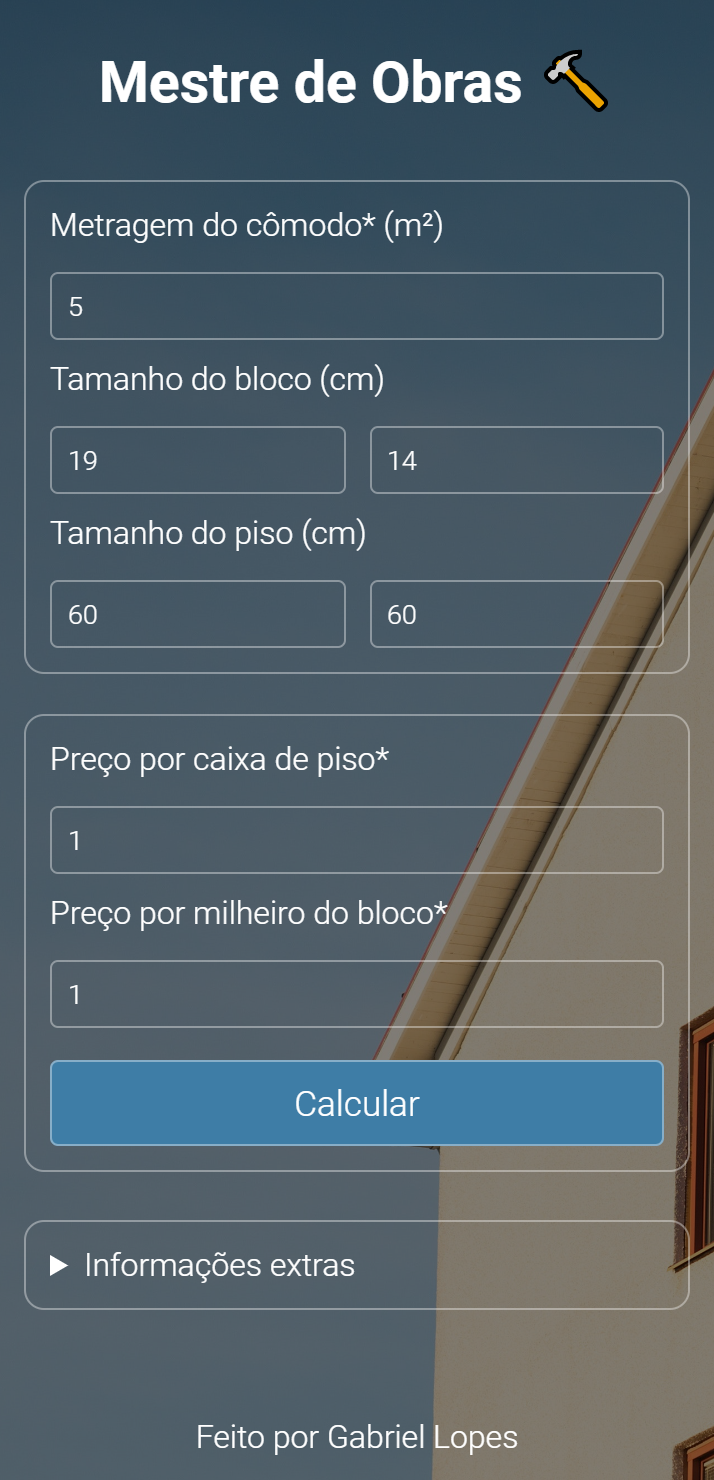 Mestre de Obras 🔨
Metragem do cômodo* (m²)
5
Tamanho do bloco (cm)
19 14
Tamanho do piso (cm)
60 60
Preço por caixa de piso*
1
Preço por milheiro do bloco*
1
Calcular
Informações extras
Feito por Gabriel Lopes